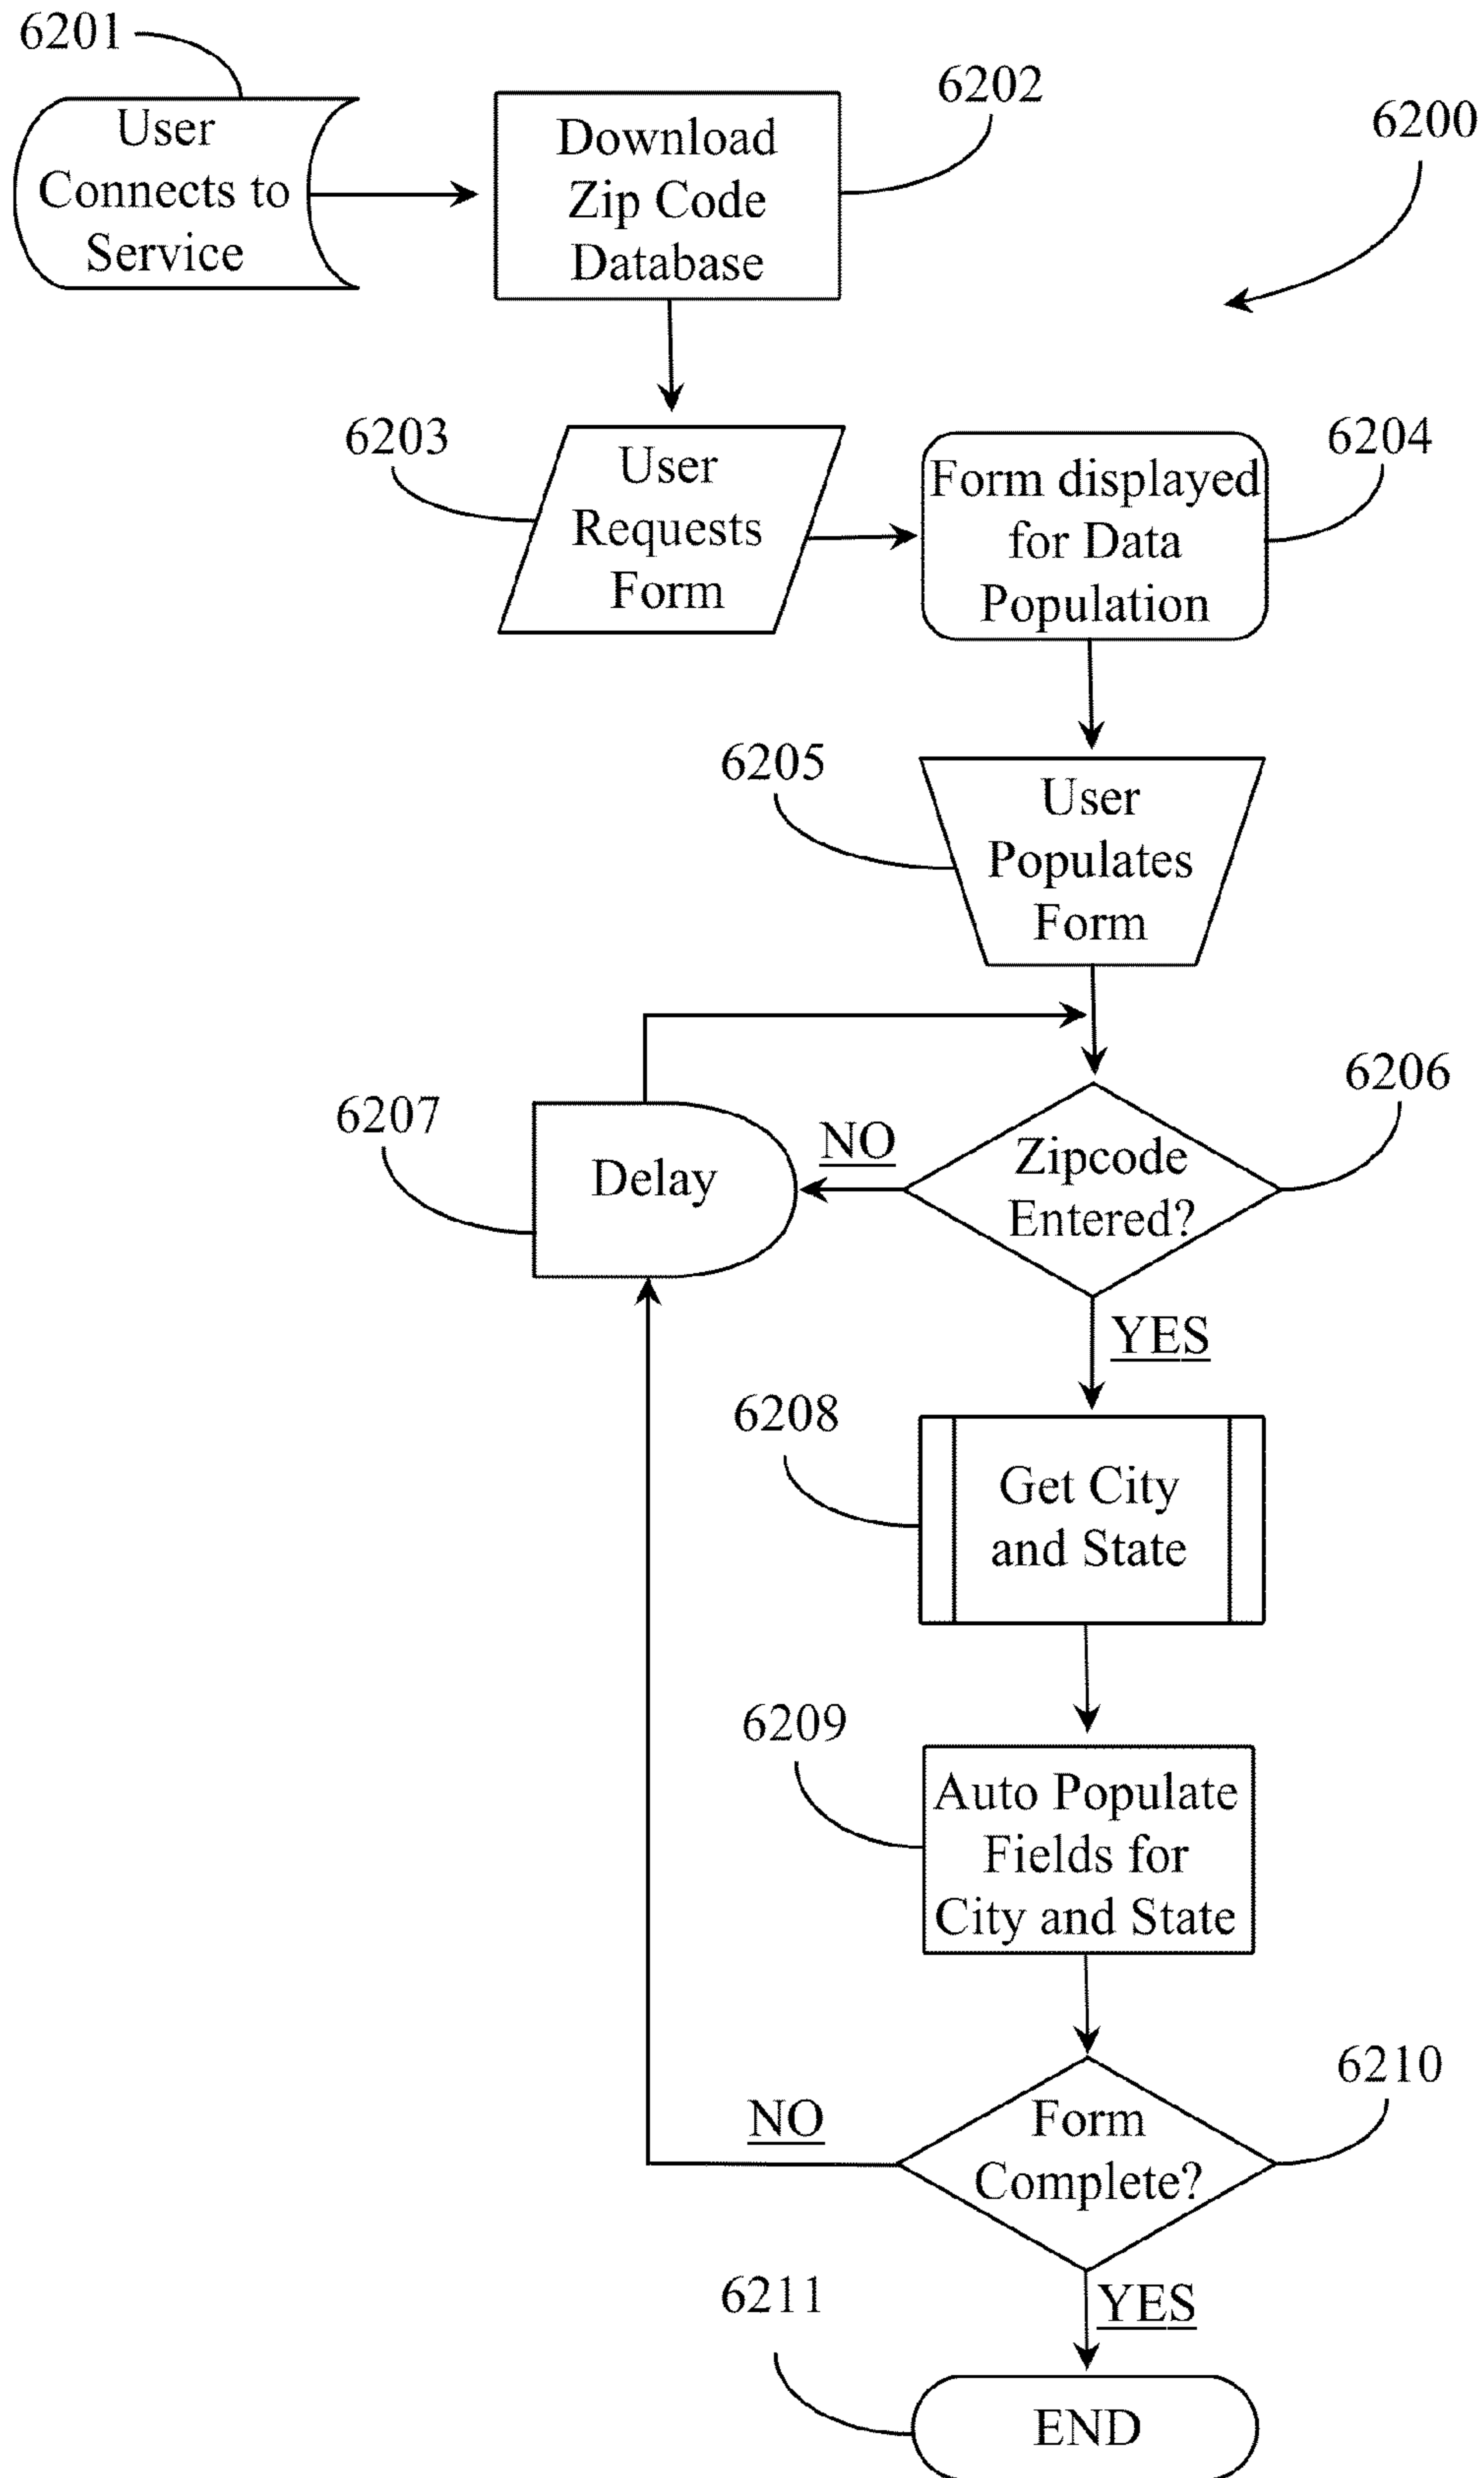 6201
User
Connects to
Service
6202
Download
Zip Code
Database
6200
6203
User
Requests
Form
6204
Form displayed
for Data
Population
6205
User
Populates
Form
6206
Zipcode
Entered?
NO
6207
Delay
YES
6208
Get City
and State
6209
Auto Populate
Fields for
City and State
6210
Form
Complete?
NO
YES
6211
END